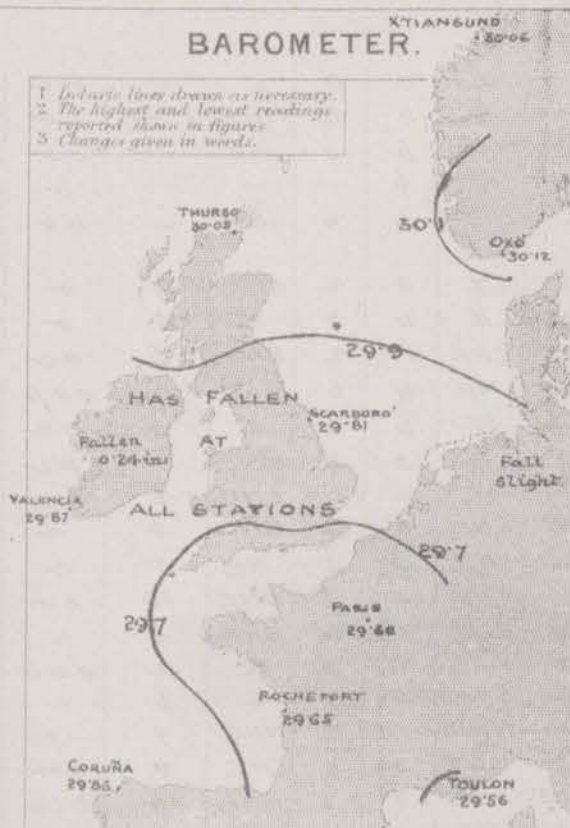 XTIANSUND
30·06
BAROMETER.
1 Isobaric lines drawn as necessary.
2 The highest and lowest readings
reported shown in figures
3 Changes given in words.
THURSO
30·08
30·1
OXÖ
30·12
29·9
HAS FALLEN
SCARBORO'
29·81
Fallen
0·24 in.
AT
Fall
Slight.
VALENCIA
29·87
ALL STATIONS
29·7
29·7
PARIS
29·68
ROCHEFORT
29·65
CORUÑA
29·85
TOULON
29·56